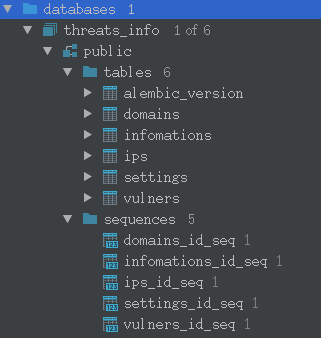 databases 1
threats_info 1 of 6
public
tables 6
alembic_version
domains
infomations
ips
settings
vulners
sequences 5
domains_id_seq 1
infomations_id_seq 1
ips_id_seq 1
settings_id_seq 1
vulners_id_seq 1